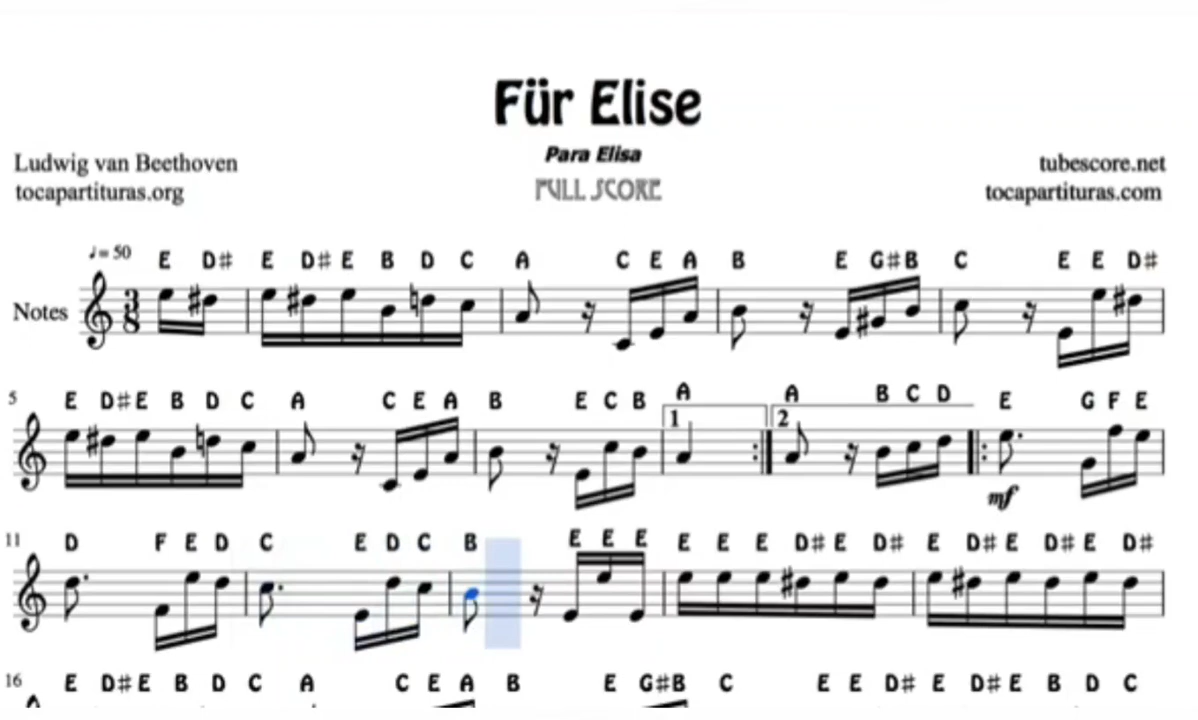 Für Elise
Para Elisa
FULL SCORE
Ludwig van Beethoven
tubescore.net
tocapartituras.org
tocapartituras.com
♩= 50
E D# E D# E B D C A C E A B E G# B C E E D#
Notes 3 8
5 E D# E B D C A C E A B E C B A A B C D E G F E
1 2
mf
11 D F E D C E D C B E E E E E E D# E D# E D# E D# E D#
16 E D# E B D C A C E A B E G# B C E E D# E D# E B D C